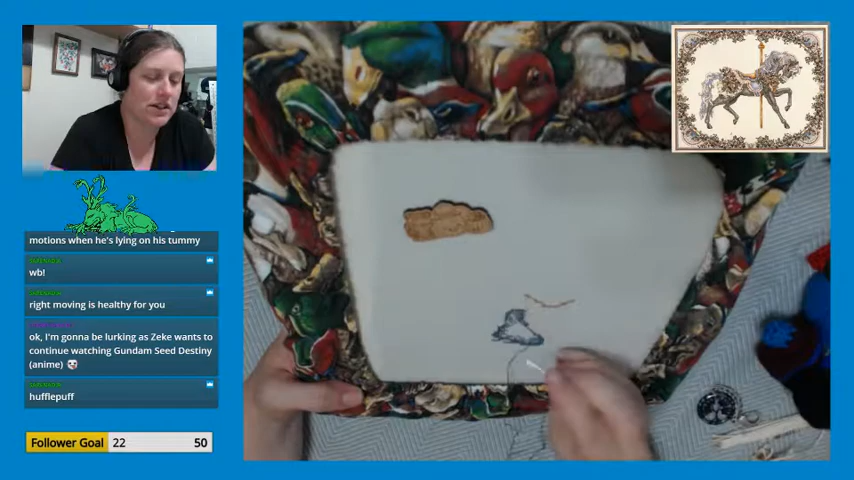 motions when he's lying on his tummy
wb!
right moving is healthy for you
ok, I'm gonna be lurking as Zeke wants to
continue watching Gundam Seed Destiny
(anime)
hufflepuff
Follower Goal 22 50